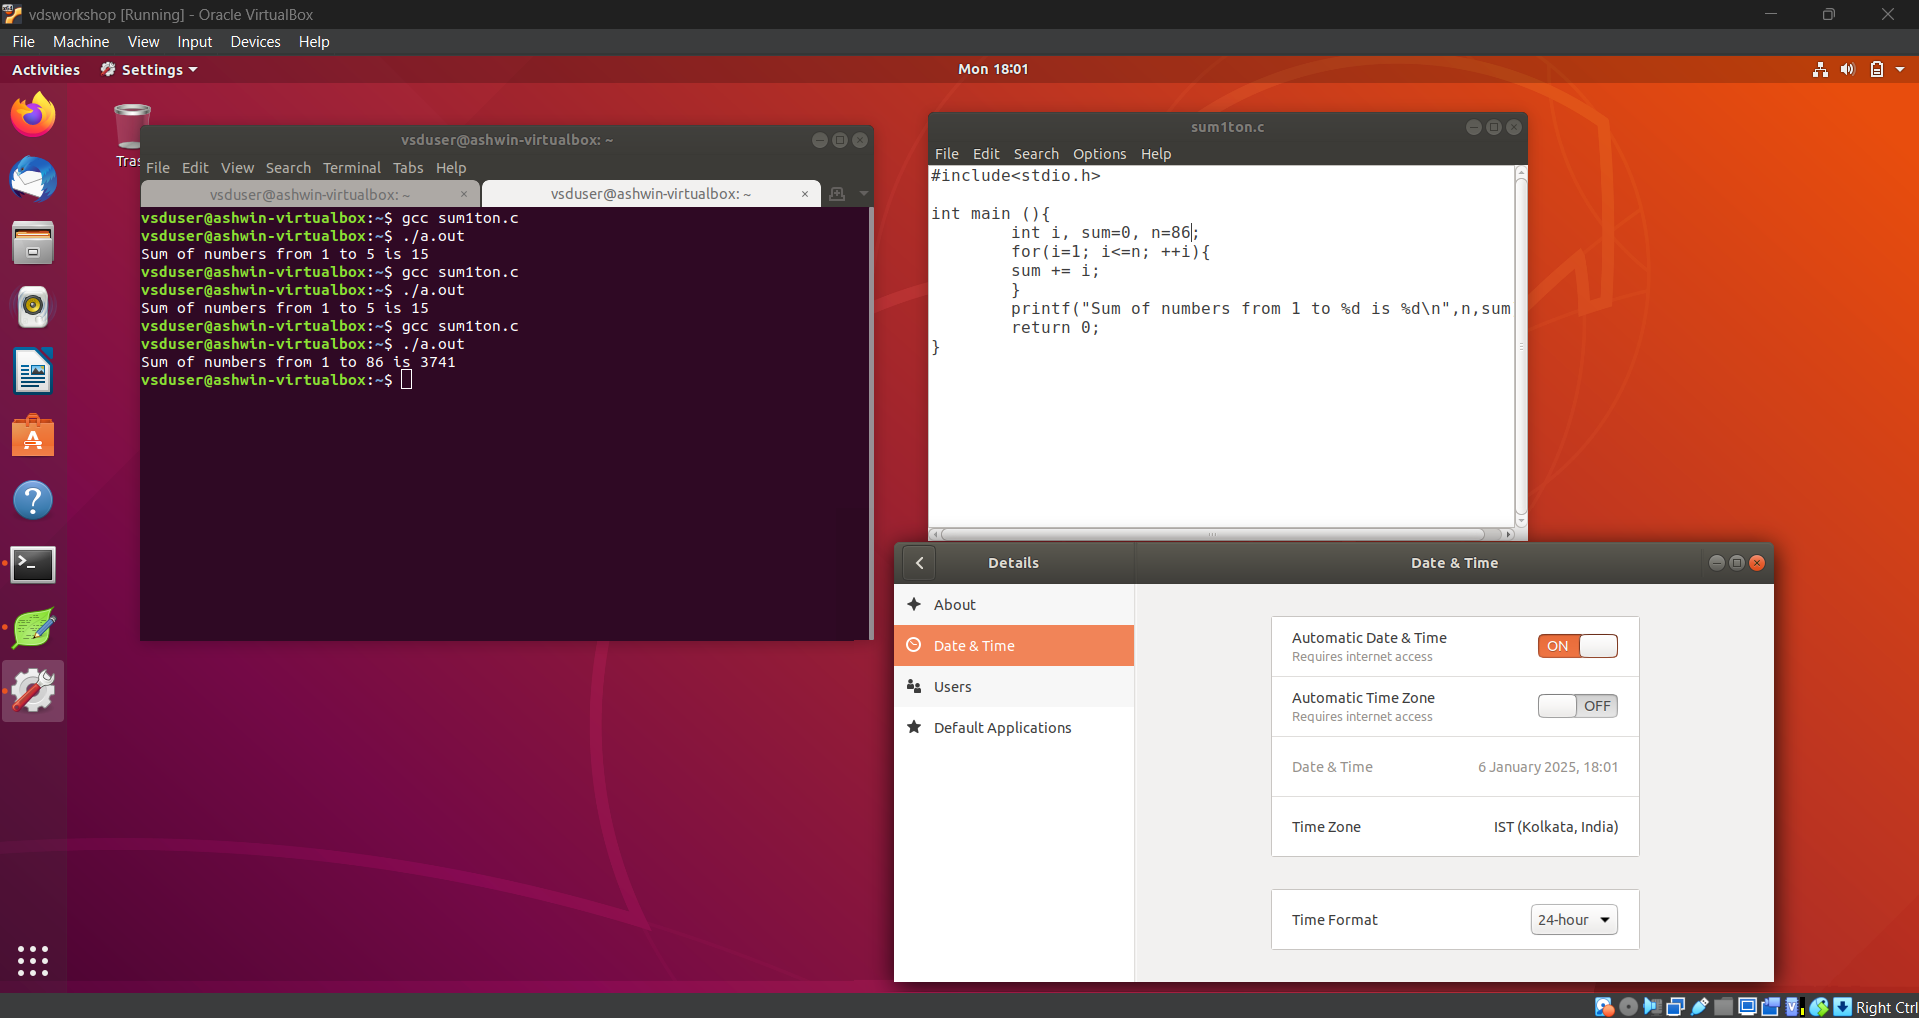 vdsworkshop [Running] - Oracle VirtualBox
File Machine View Input Devices Help
Activities Settings Mon 18:01
Tras
vsduser@ashwin-virtualbox: ~
File Edit View Search Terminal Tabs Help
vsduser@ashwin-virtualbox: ~ × vsduser@ashwin-virtualbox: ~ ×
vsduser@ashwin-virtualbox:~$ gcc sum1ton.c
vsduser@ashwin-virtualbox:~$ ./a.out
Sum of numbers from 1 to 5 is 15
vsduser@ashwin-virtualbox:~$ gcc sum1ton.c
vsduser@ashwin-virtualbox:~$ ./a.out
Sum of numbers from 1 to 5 is 15
vsduser@ashwin-virtualbox:~$ gcc sum1ton.c
vsduser@ashwin-virtualbox:~$ ./a.out
Sum of numbers from 1 to 86 is 3741
vsduser@ashwin-virtualbox:~$
sum1ton.c
File Edit Search Options Help
#include<stdio.h>
int main (){
int i, sum=0, n=86;
for(i=1; i<=n; ++i){
sum += i;
}
printf("Sum of numbers from 1 to %d is %d\n",n,sum
return 0;
}
Details
About
Date & Time
Users
Default Applications
Date & Time
Automatic Date & Time
Requires internet access
ON
Automatic Time Zone
Requires internet access
OFF
Date & Time 6 January 2025, 18:01
Time Zone IST (Kolkata, India)
Time Format 24-hour
Right Ctrl